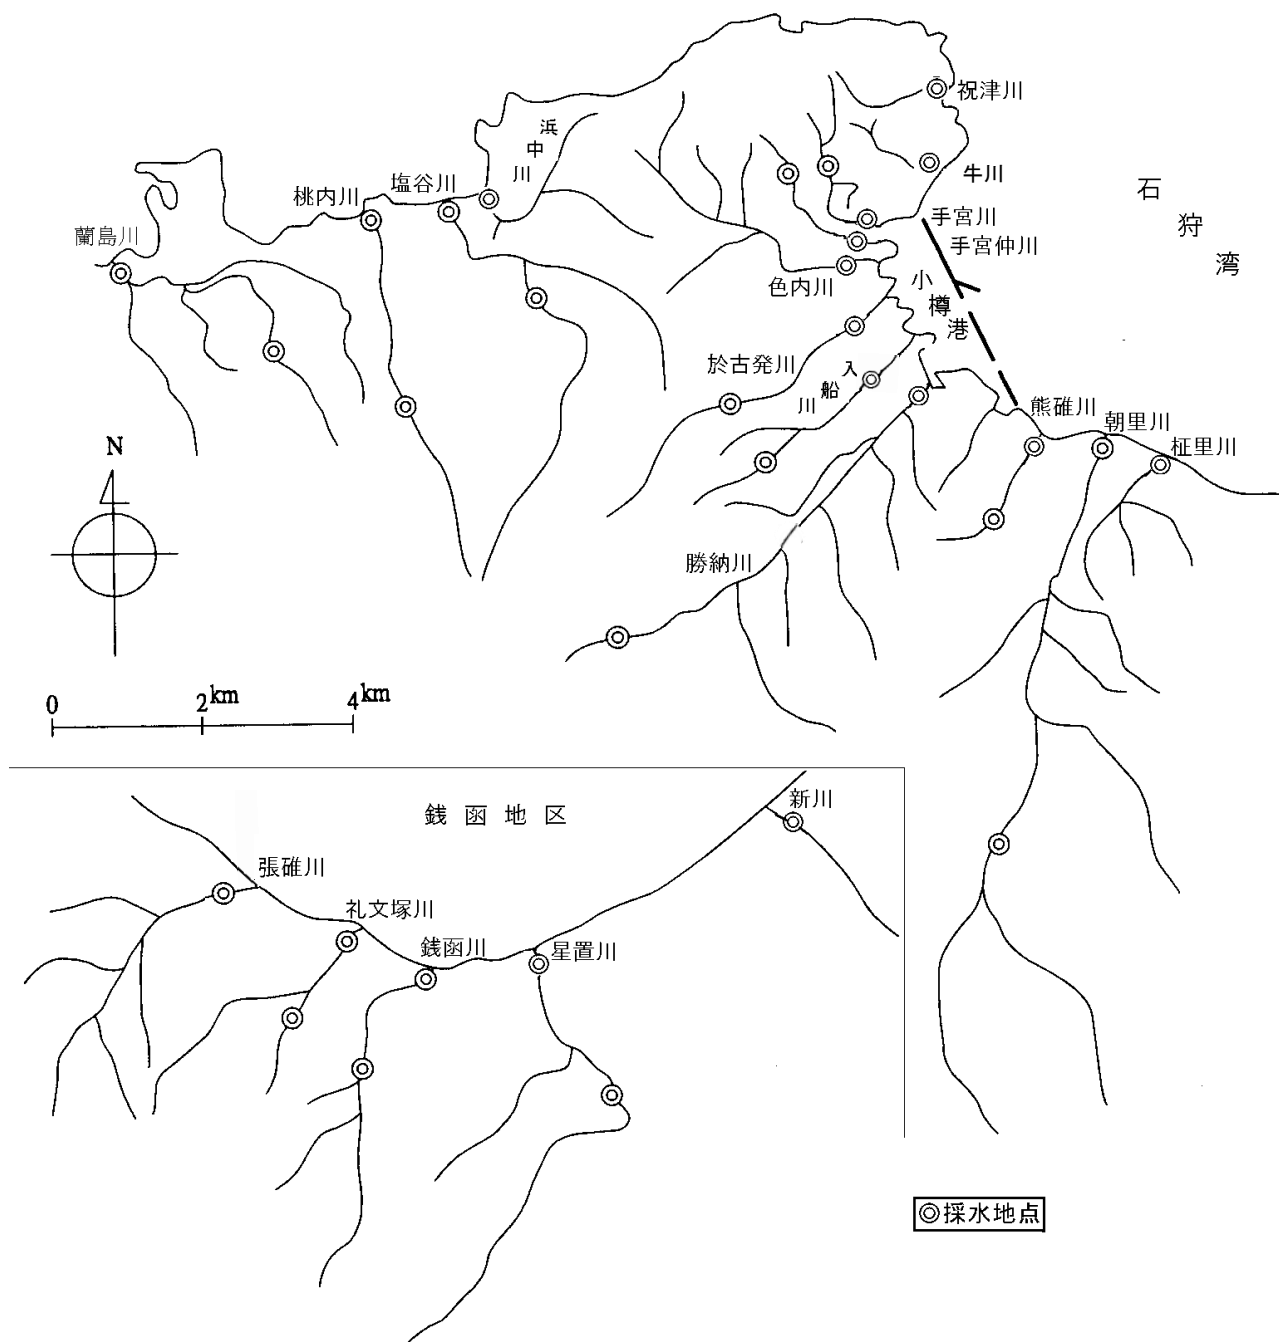 祝津川
浜中川
牛川
石狩湾
塩谷川
桃内川
手宮川
蘭島川
手宮仲川
色内川
小樽港
於古発川
入船川
熊碓川
朝里川
柾里川
N
勝納川
0
2km
4km
銭函地区
新川
張碓川
礼文塚川
銭函川
星置川
◎採水地点